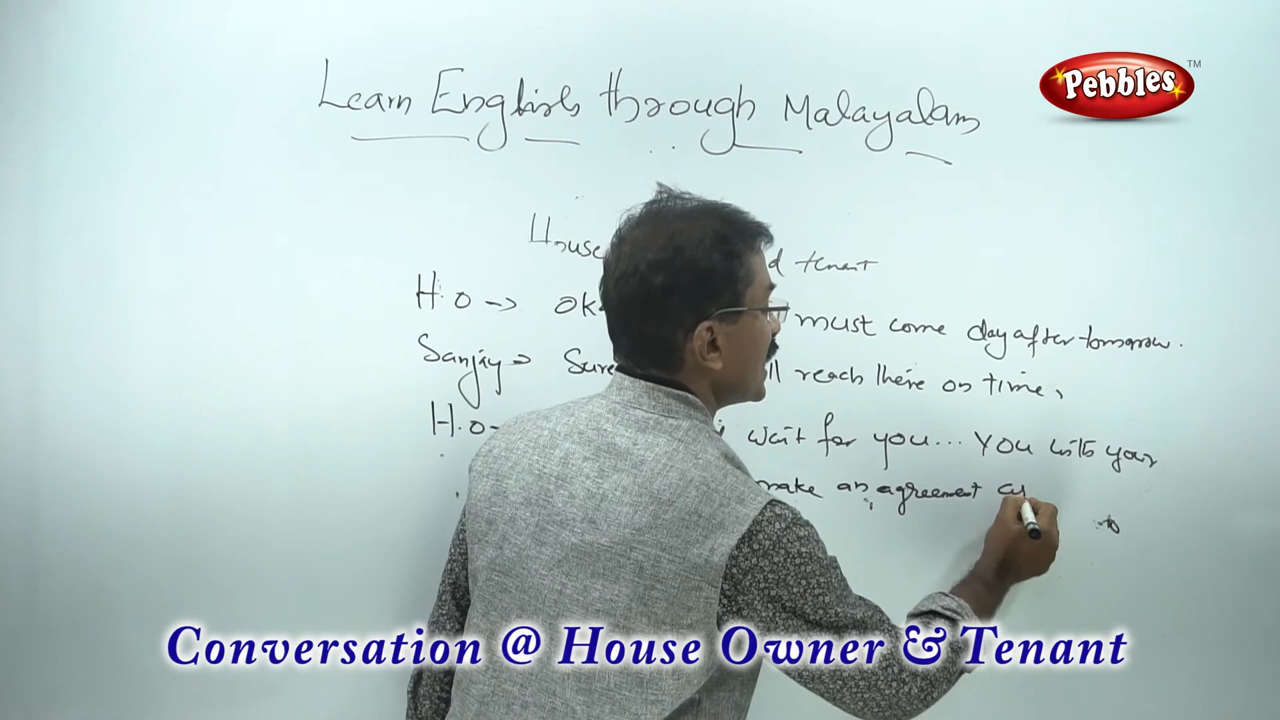 Pebbles TM
Learn English through Malayalam
House d tenant
H.O → Ok must come day after tomorrow.
Sanjay → Sure ll reach there on time,
H.O- wait for you... You with your
make an agreement
Conversation @ House Owner & Tenant